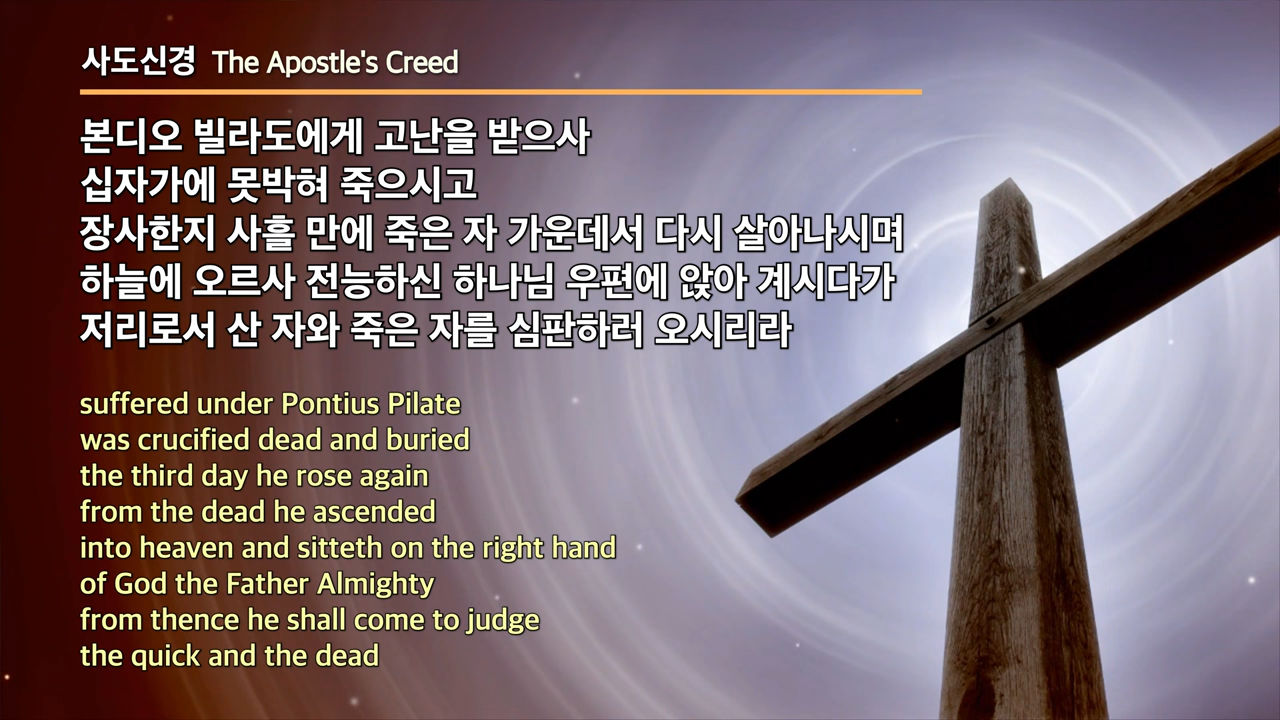 사도신경 The Apostle's Creed
본디오 빌라도에게 고난을 받으사
십자가에 못박혀 죽으시고
장사한지 사흘 만에 죽은 자 가운데서 다시 살아나시며
하늘에 오르사 전능하신 하나님 우편에 앉아 계시다가
저리로서 산 자와 죽은 자를 심판하러 오시리라
suffered under Pontius Pilate
was crucified dead and buried
the third day he rose again
from the dead he ascended
into heaven and sitteth on the right hand
of God the Father Almighty
from thence he shall come to judge
the quick and the dead